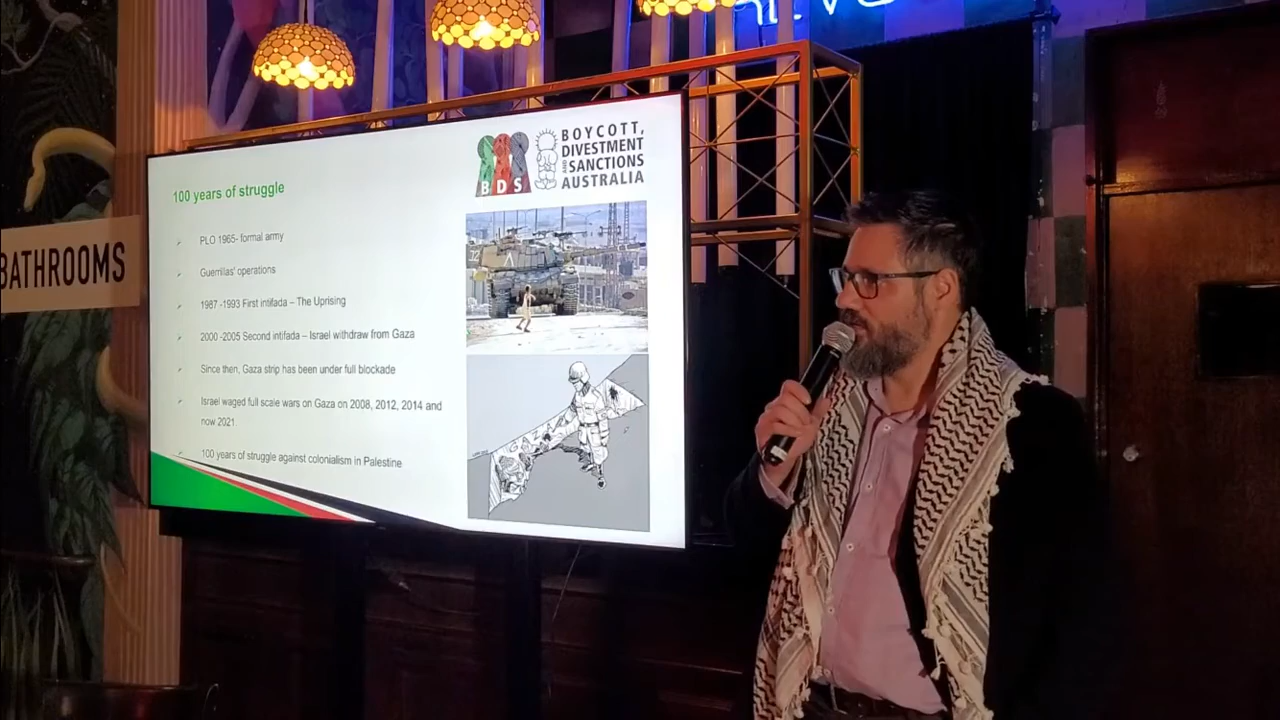 BATHROOMS
100 years of struggle
PLO 1965- formal army
Guerrillas' operations
1987 -1993 First intifada – The Uprising
2000 -2005 Second intifada – Israel withdraw from Gaza
Since then, Gaza strip has been under full blockade
Israel waged full scale wars on Gaza on 2008, 2012, 2014 and
now 2021.
100 years of struggle against colonialism in Palestine
BDS
BOYCOTT,
DIVESTMENT
AND SANCTIONS
AUSTRALIA